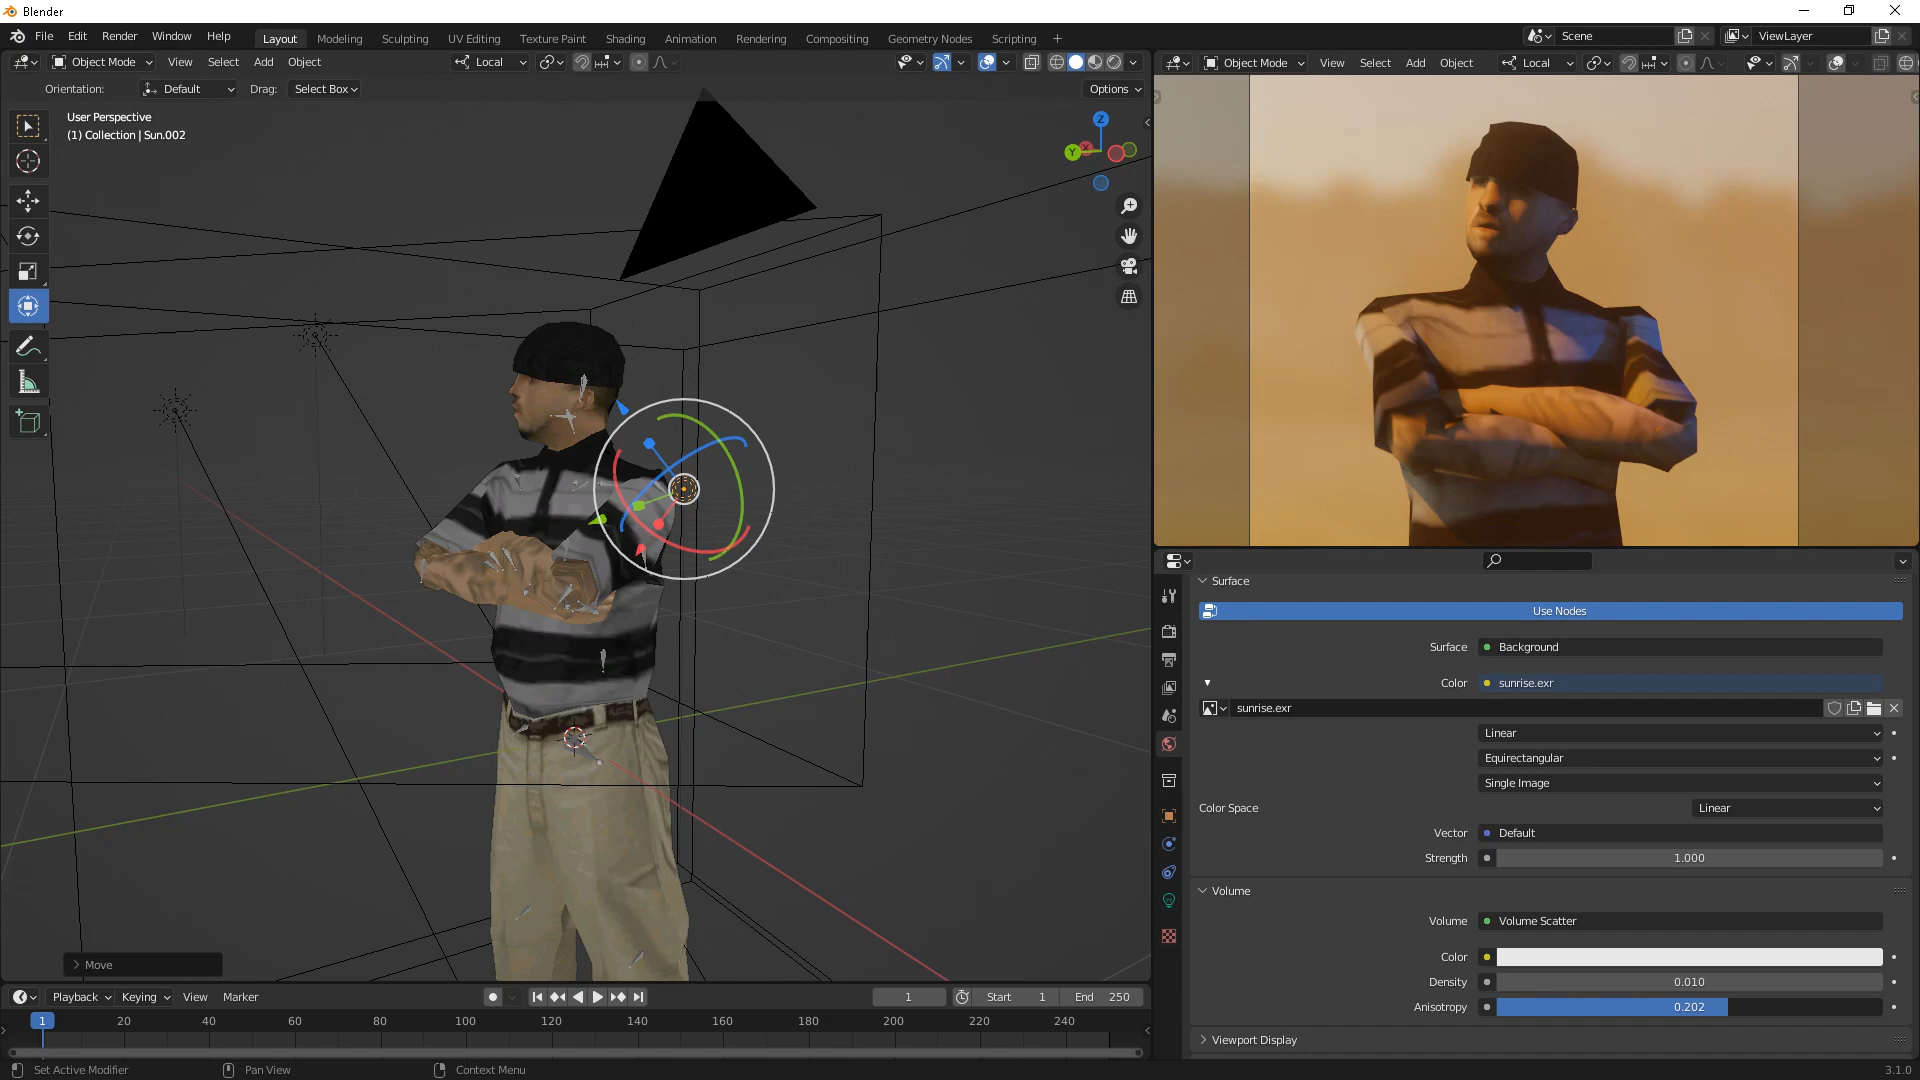 Blender
File Edit Render Window Help
Layout Modeling Sculpting UV Editing Texture Paint Shading Animation Rendering Compositing Geometry Nodes Scripting +
Scene
ViewLayer
Object Mode View Select Add Object Local
Object Mode View Select Add Object Local
Orientation: Default Drag: Select Box Options
User Perspective
(1) Collection | Sun.002
Z
Y X
Move
Surface
Use Nodes
Surface Background
Color sunrise.exr
sunrise.exr
Linear
Equirectangular
Single Image
Color Space Linear
Vector Default
Strength 1.000
Volume
Volume Volume Scatter
Color
Density 0.010
Anisotropy 0.202
Viewport Display
Playback Keying View Marker 1 Start 1 End 250
1 20 40 60 80 100 120 140 160 180 200 220 240
Set Active Modifier Pan View Context Menu 3.1.0